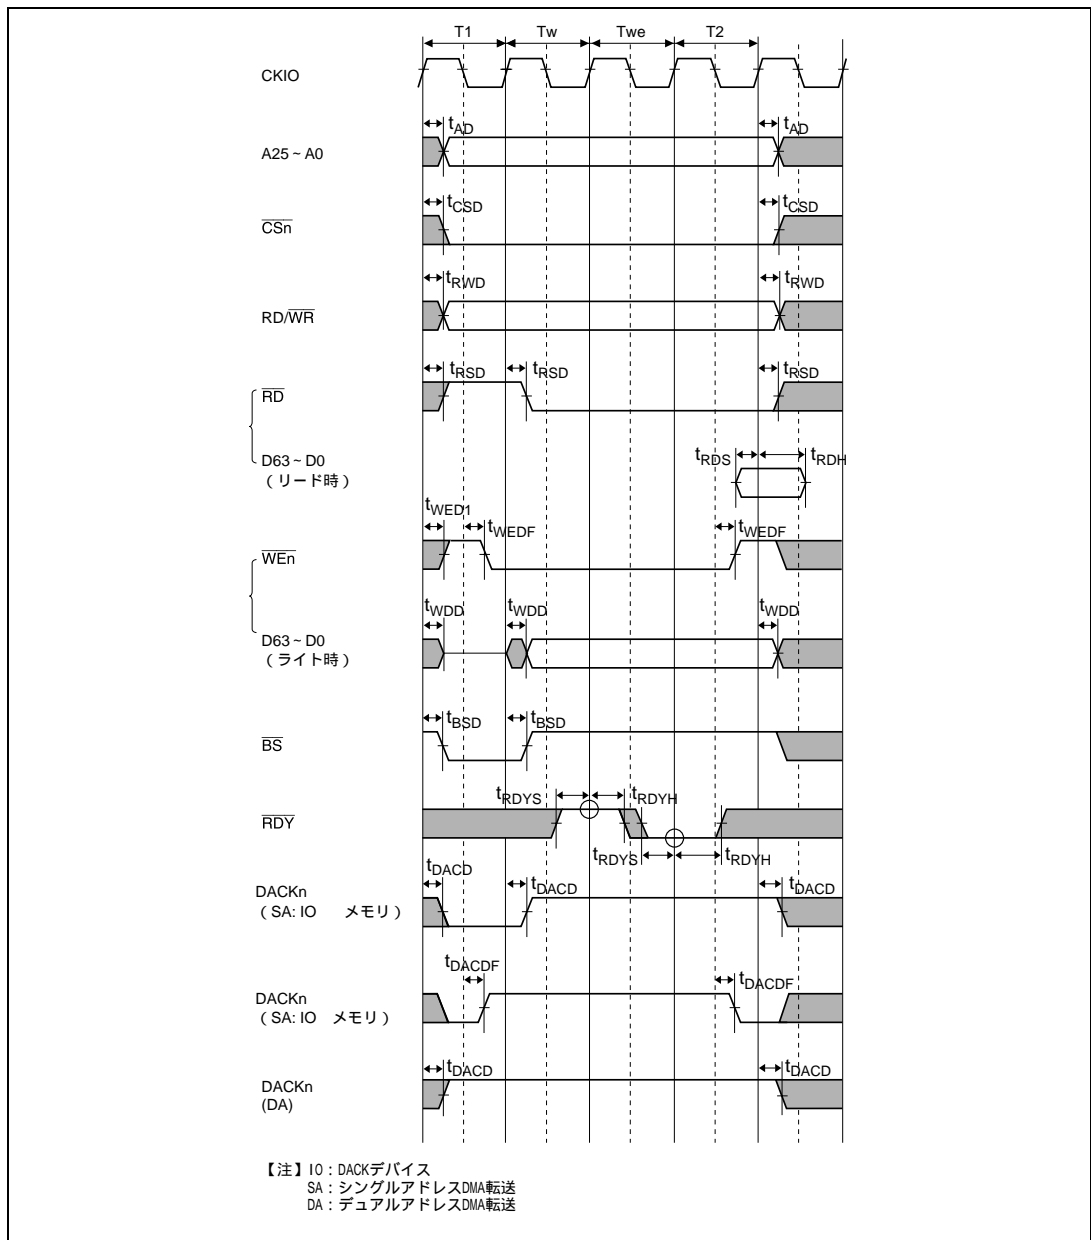 T1 Tw Twe T2
CKIO
tAD tAD
A25 ~ A0
tCSD tCSD
CSn
tRWD tRWD
RD/WR
tRSD tRSD tRSD
RD
tRDS tRDH
D63 ~ D0
（リード時）
tWED1 tWEDF tWEDF
WEn
tWDD tWDD tWDD
D63 ~ D0
（ライト時）
tBSD tBSD
BS
tRDYS tRDYH
RDY
tRDYS tRDYH
tDACD tDACD tDACD
DACKn
（SA: IO メモリ）
tDACDF tDACDF
DACKn
（SA: IO メモリ）
tDACD tDACD
DACKn
(DA)
【注】IO：DACKデバイス
SA：シングルアドレスDMA転送
DA：デュアルアドレスDMA転送